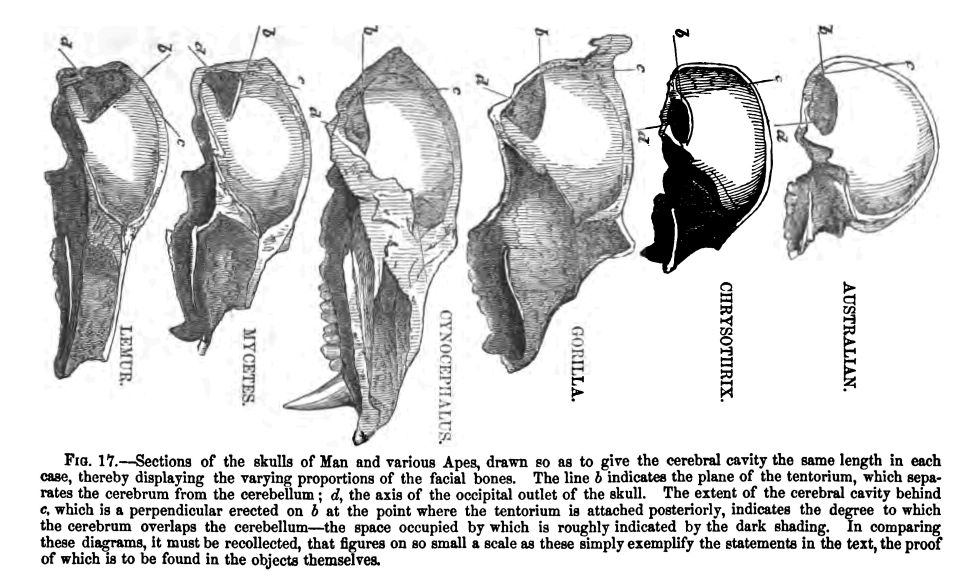 d
b
c
d
b
c
d
b
c
d
b
c
b
c
d
b
c
d
LEMUR.
MYCETES.
CYNOCEPHALUS.
GORILLA.
CHRYSOTHRIX.
AUSTRALIAN.
FIG. 17.—Sections of the skulls of Man and various Apes, drawn so as to give the cerebral cavity the same length in each
case, thereby displaying the varying proportions of the facial bones. The line b indicates the plane of the tentorium, which sepa-
rates the cerebrum from the cerebellum; d, the axis of the occipital outlet of the skull. The extent of the cerebral cavity behind
c, which is a perpendicular erected on b at the point where the tentorium is attached posteriorly, indicates the degree to which
the cerebrum overlaps the cerebellum—the space occupied by which is roughly indicated by the dark shading. In comparing
these diagrams, it must be recollected, that figures on so small a scale as these simply exemplify the statements in the text, the proof
of which is to be found in the objects themselves.